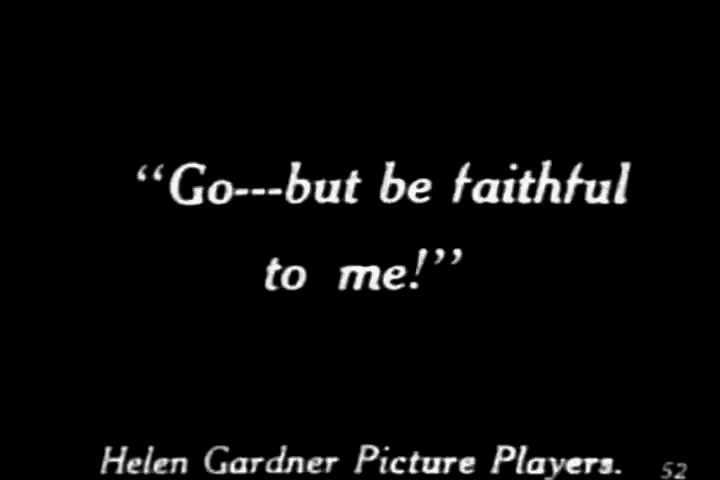 “Go---but be faithful
to me!”
Helen Gardner Picture Players. 52